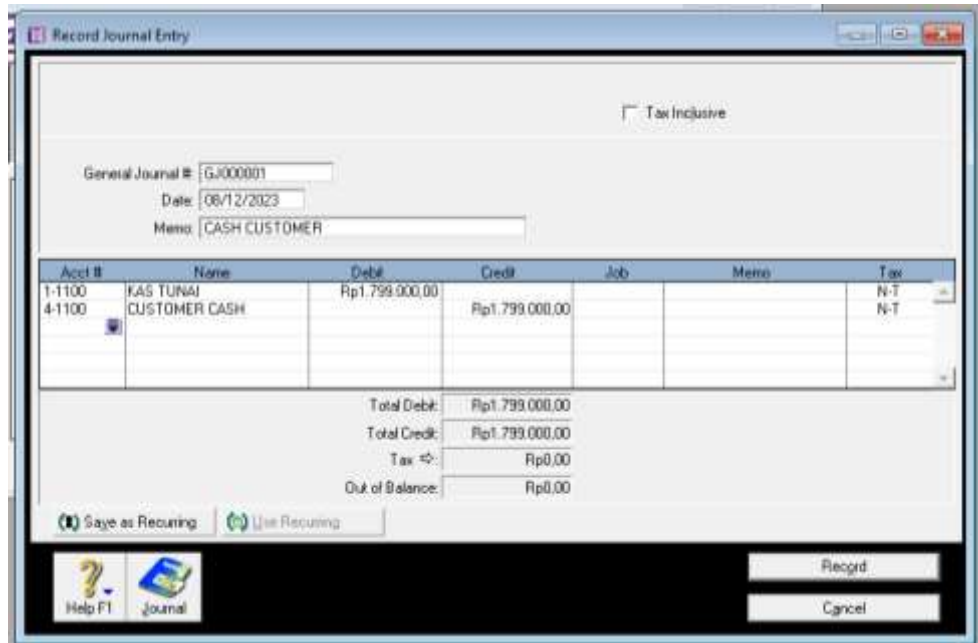 Record Journal Entry
Tax Inclusive
General Journal #: GJ000001
Date: 08/12/2023
Memo: CASH CUSTOMER
Acct # Name Debit Credit Job Memo Tax
1-1100 KAS TUNAI Rp1.799.000,00 N-T
4-1100 CUSTOMER CASH Rp1.799.000,00 N-T
Total Debit: Rp1.799.000,00
Total Credit: Rp1.799.000,00
Tax ⇨: Rp0,00
Out of Balance: Rp0,00
Save as Recurring Use Recurring
Record
Help F1 Journal
Cancel